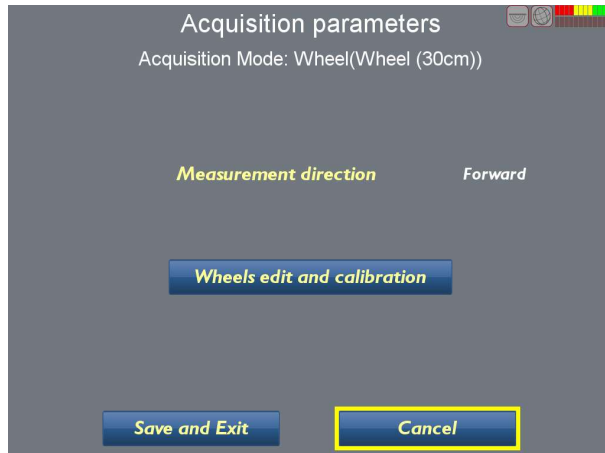 Acquisition parameters
Acquisition Mode: Wheel(Wheel (30cm))
Measurement direction Forward
Wheels edit and calibration
Save and Exit Cancel